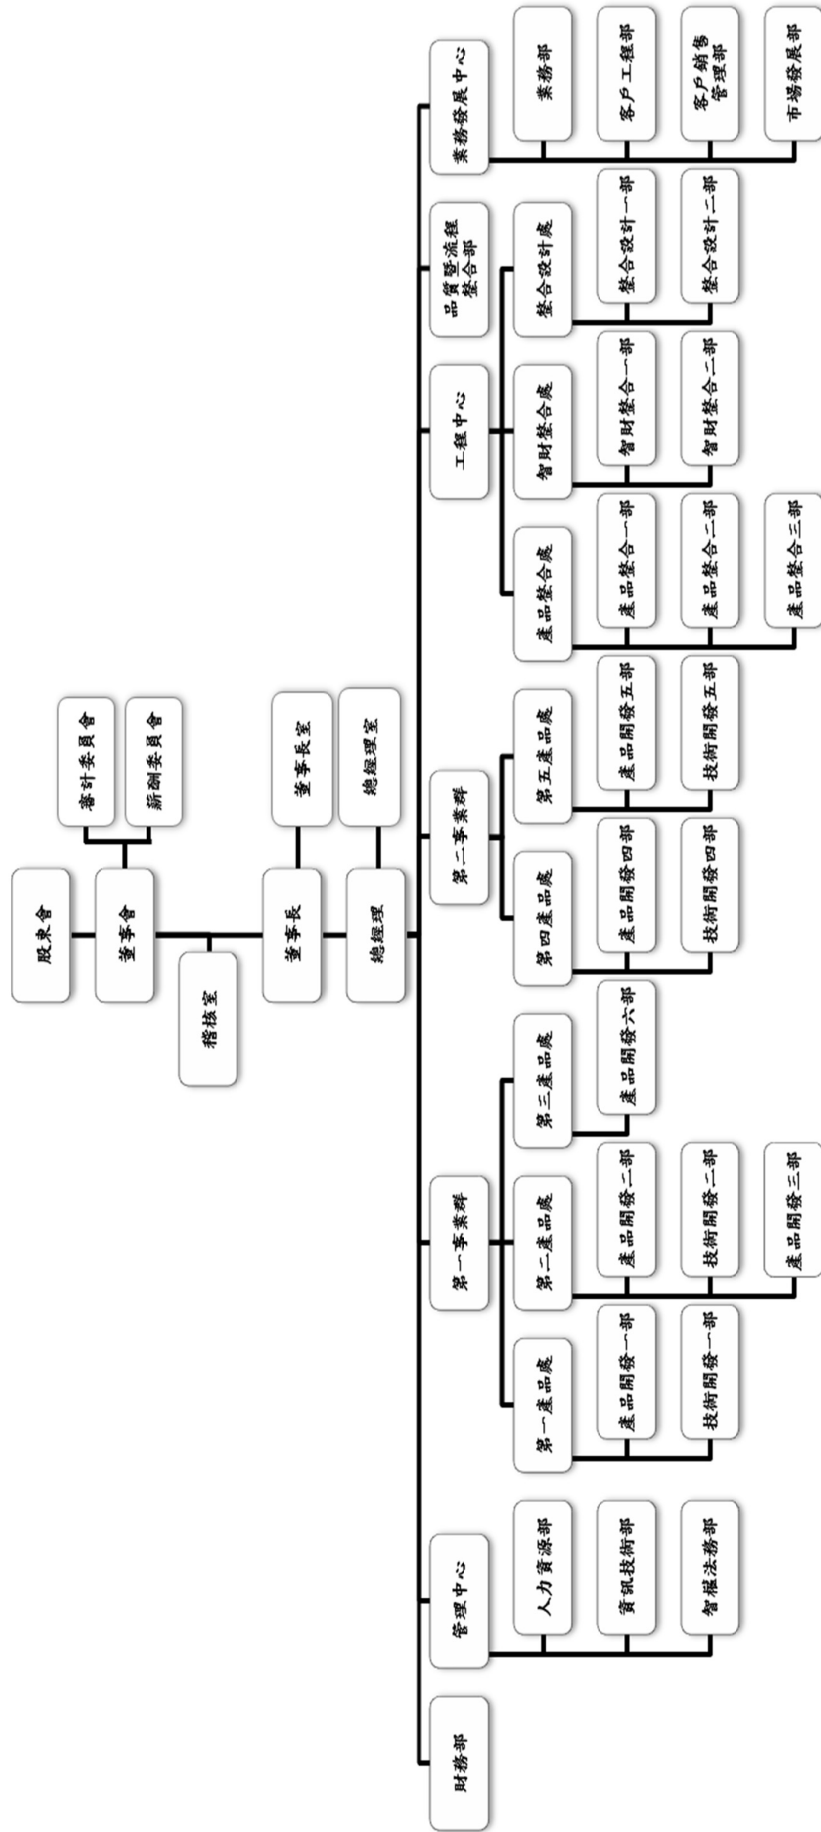 股東會
董事會
審計委員會
薪酬委員會
稽核室
董事長
董事長室
總經理
總經理室
財務部
管理中心
人力資源部
資訊技術部
智權法務部
第一事業群
第一產品處
產品開發一部
技術開發一部
第二產品處
產品開發二部
技術開發二部
產品開發三部
第三產品處
產品開發六部
第二事業群
第四產品處
產品開發四部
技術開發四部
第五產品處
產品開發五部
技術開發五部
工程中心
產品整合處
產品整合一部
產品整合二部
產品整合三部
智財整合處
智財整合一部
智財整合二部
整合設計處
整合設計一部
整合設計二部
品質暨流程
整合部
業務發展中心
業務部
客戶工程部
客戶銷售
管理部
市場發展部